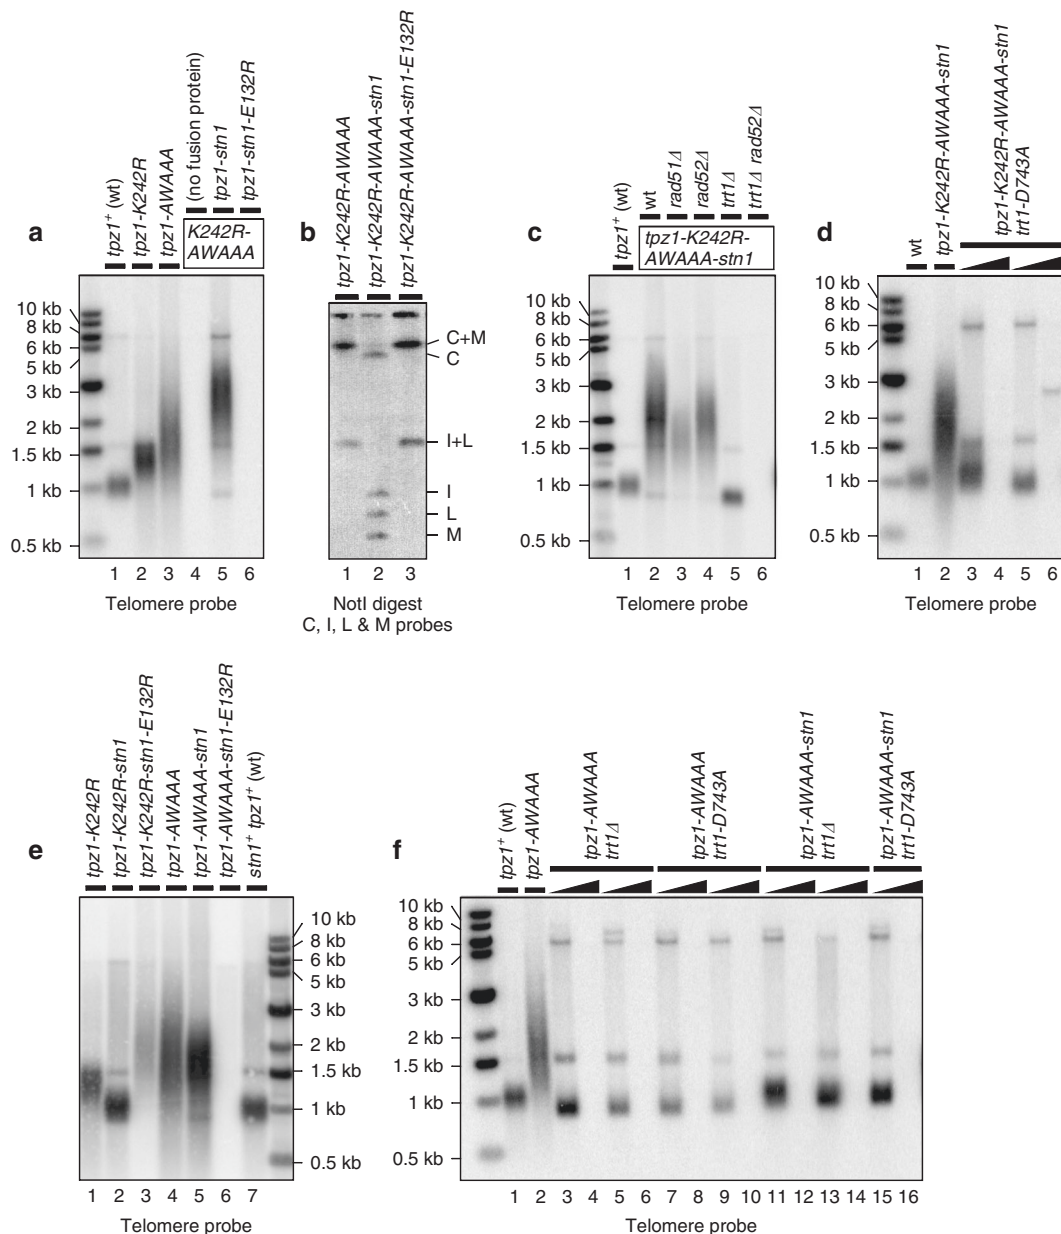 a
tpz1+ (wt)
tpz1-K242R
tpz1-AWAAA
(no fusion protein)
tpz1-stn1
tpz1-stn1-E132R
K242R-
AWAAA
10 kb
8 kb
6 kb
5 kb
3 kb
2 kb
1.5 kb
1 kb
0.5 kb
1 2 3 4 5 6
Telomere probe
b
tpz1-K242R-AWAAA
tpz1-K242R-AWAAA-stn1
tpz1-K242R-AWAAA-stn1-E132R
C+M
C
I+L
I
L
M
1 2 3
NotI digest
C, I, L & M probes
c
tpz1+ (wt)
wt
rad51Δ
rad52Δ
trt1Δ
trt1Δ rad52Δ
tpz1-K242R-
AWAAA-stn1
10 kb
8 kb
6 kb
5 kb
3 kb
2 kb
1.5 kb
1 kb
0.5 kb
1 2 3 4 5 6
Telomere probe
d
wt
tpz1-K242R-AWAAA-stn1
tpz1-K242R-AWAAA-stn1
trt1-D743A
10 kb
8 kb
6 kb
5 kb
3 kb
2 kb
1.5 kb
1 kb
0.5 kb
1 2 3 4 5 6
Telomere probe
e
tpz1-K242R
tpz1-K242R-stn1
tpz1-K242R-stn1-E132R
tpz1-AWAAA
tpz1-AWAAA-stn1
tpz1-AWAAA-stn1-E132R
stn1+ tpz1+ (wt)
10 kb
8 kb
6 kb
5 kb
3 kb
2 kb
1.5 kb
1 kb
0.5 kb
1 2 3 4 5 6 7
Telomere probe
f
tpz1+ (wt)
tpz1-AWAAA
tpz1-AWAAA
trt1Δ
tpz1-AWAAA
trt1-D743A
tpz1-AWAAA-stn1
trt1Δ
tpz1-AWAAA-stn1
trt1-D743A
10 kb
8 kb
6 kb
5 kb
3 kb
2 kb
1.5 kb
1 kb
0.5 kb
1 2 3 4 5 6 7 8 9 10 11 12 13 14 15 16
Telomere probe